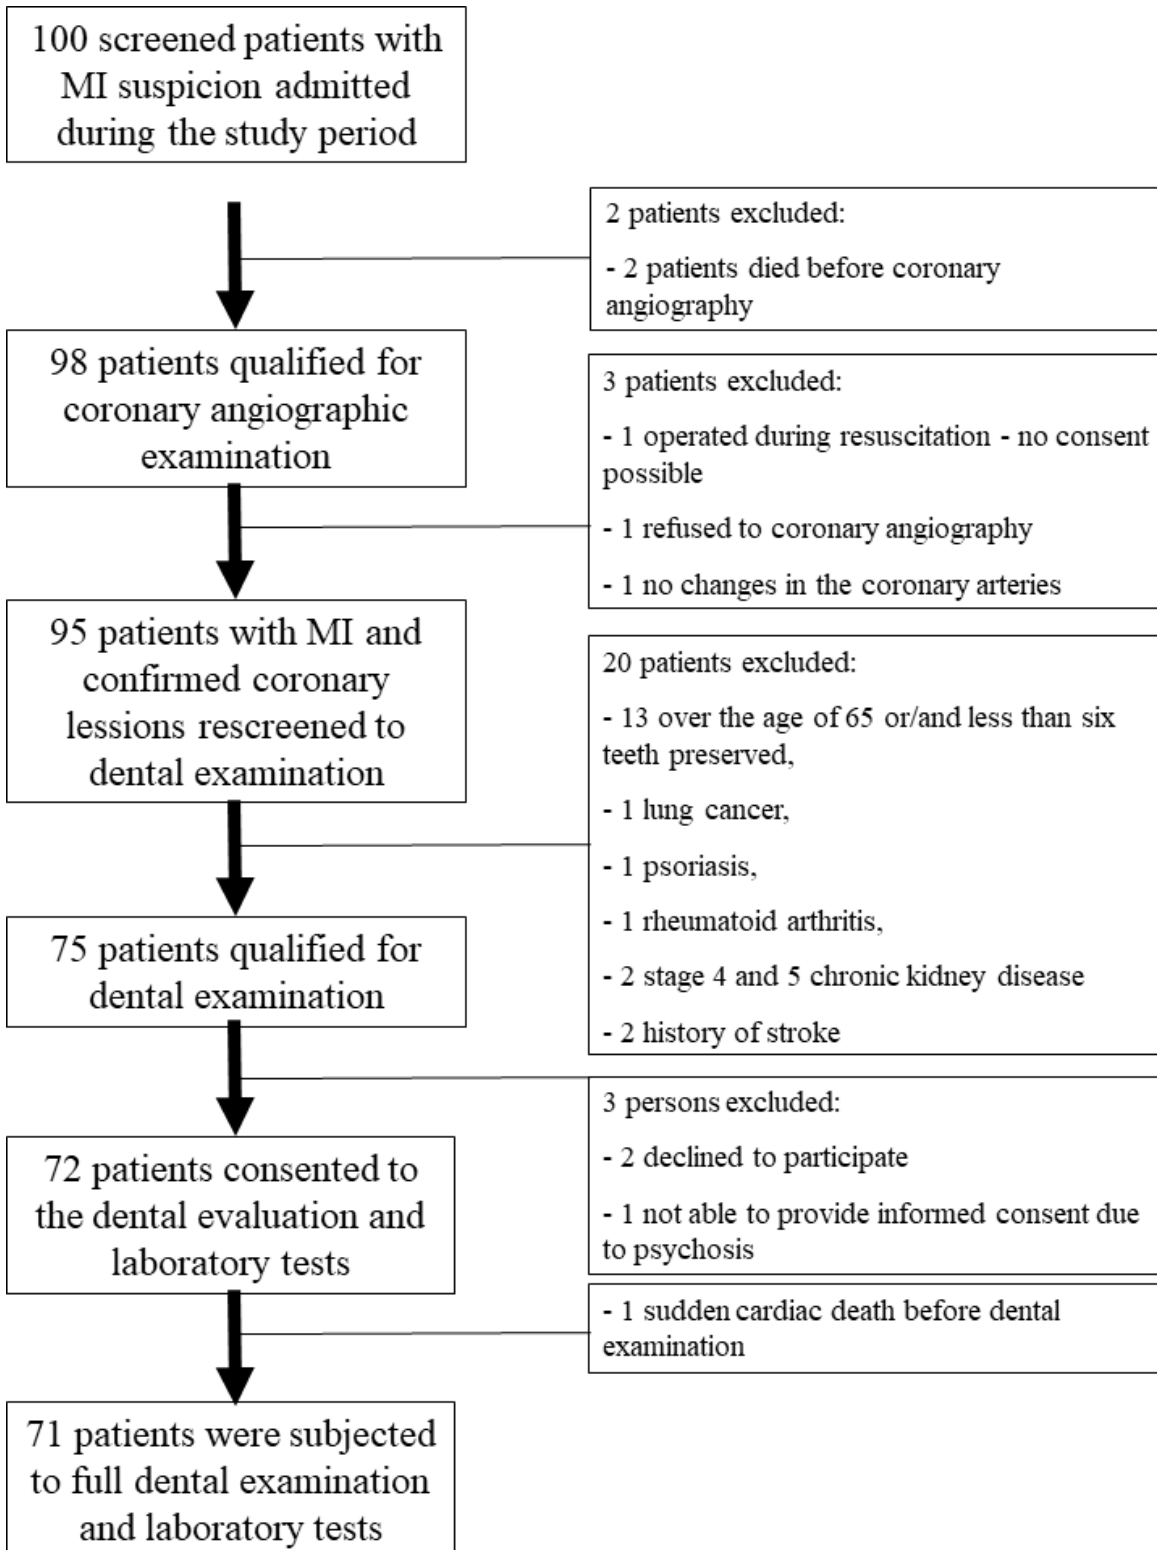 100 screened patients with
MI suspicion admitted
during the study period
2 patients excluded:
- 2 patients died before coronary
angiography
98 patients qualified for
coronary angiographic
examination
3 patients excluded:
- 1 operated during resuscitation - no consent
possible
- 1 refused to coronary angiography
- 1 no changes in the coronary arteries
95 patients with MI and
confirmed coronary
lessions rescreened to
dental examination
20 patients excluded:
- 13 over the age of 65 or/and less than six
teeth preserved,
- 1 lung cancer,
- 1 psoriasis,
- 1 rheumatoid arthritis,
- 2 stage 4 and 5 chronic kidney disease
- 2 history of stroke
75 patients qualified for
dental examination
3 persons excluded:
- 2 declined to participate
- 1 not able to provide informed consent due
to psychosis
72 patients consented to
the dental evaluation and
laboratory tests
- 1 sudden cardiac death before dental
examination
71 patients were subjected
to full dental examination
and laboratory tests